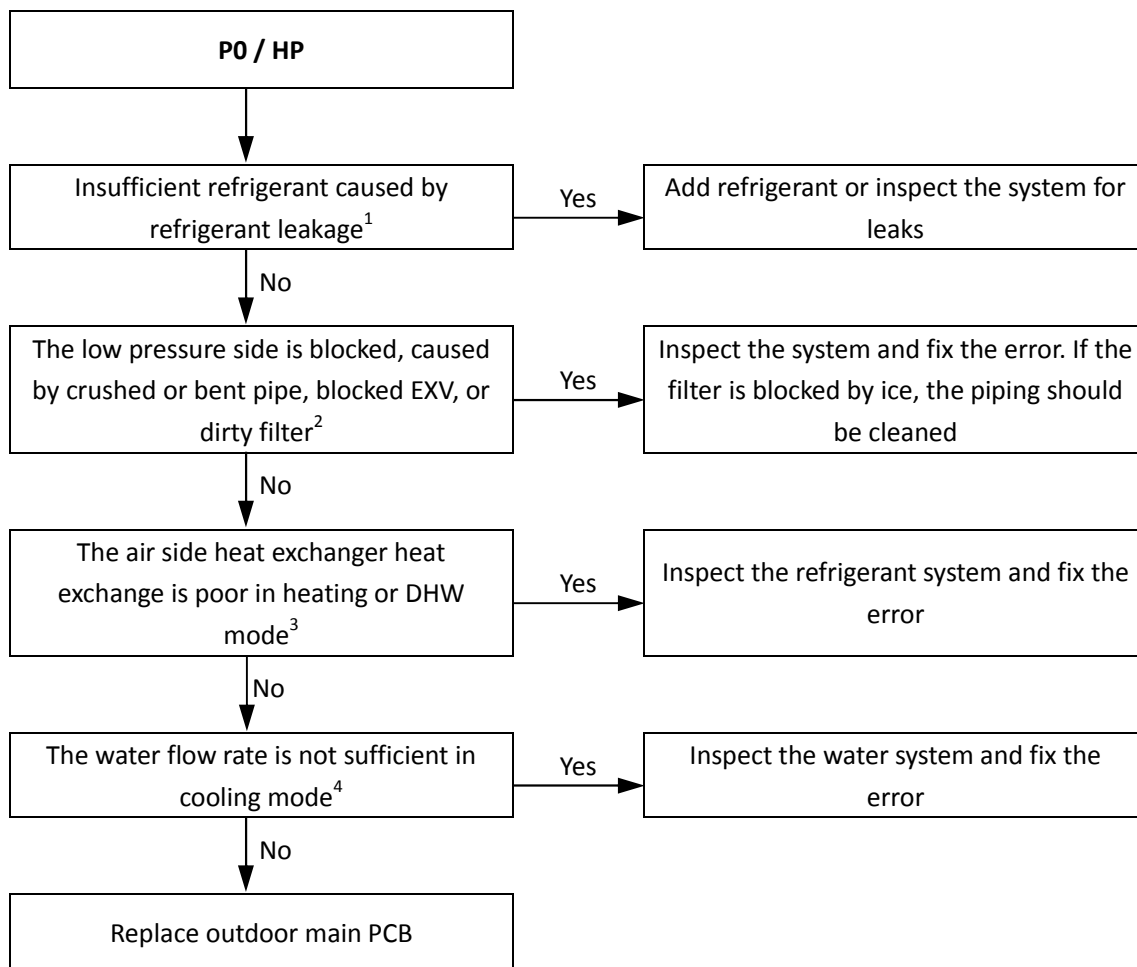 P0 / HP
Insufficient refrigerant caused by
refrigerant leakage1
Yes
Add refrigerant or inspect the system for
leaks
No
The low pressure side is blocked, caused
by crushed or bent pipe, blocked EXV, or
dirty filter2
Yes
Inspect the system and fix the error. If the
filter is blocked by ice, the piping should
be cleaned
No
The air side heat exchanger heat
exchange is poor in heating or DHW
mode3
Yes
Inspect the refrigerant system and fix the
error
No
The water flow rate is not sufficient in
cooling mode4
Yes
Inspect the water system and fix the
error
No
Replace outdoor main PCB